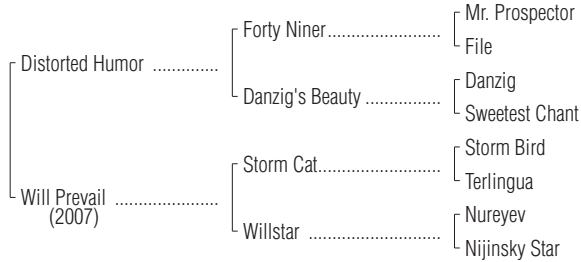 Mr. Prospector
Forty Niner..................
File
Distorted Humor .............
Danzig
Danzig's Beauty ...............
Sweetest Chant
Storm Bird
Storm Cat.....................
Terlingua
Will Prevail .................
(2007)
Nureyev
Willstar .........................
Nijinsky Star